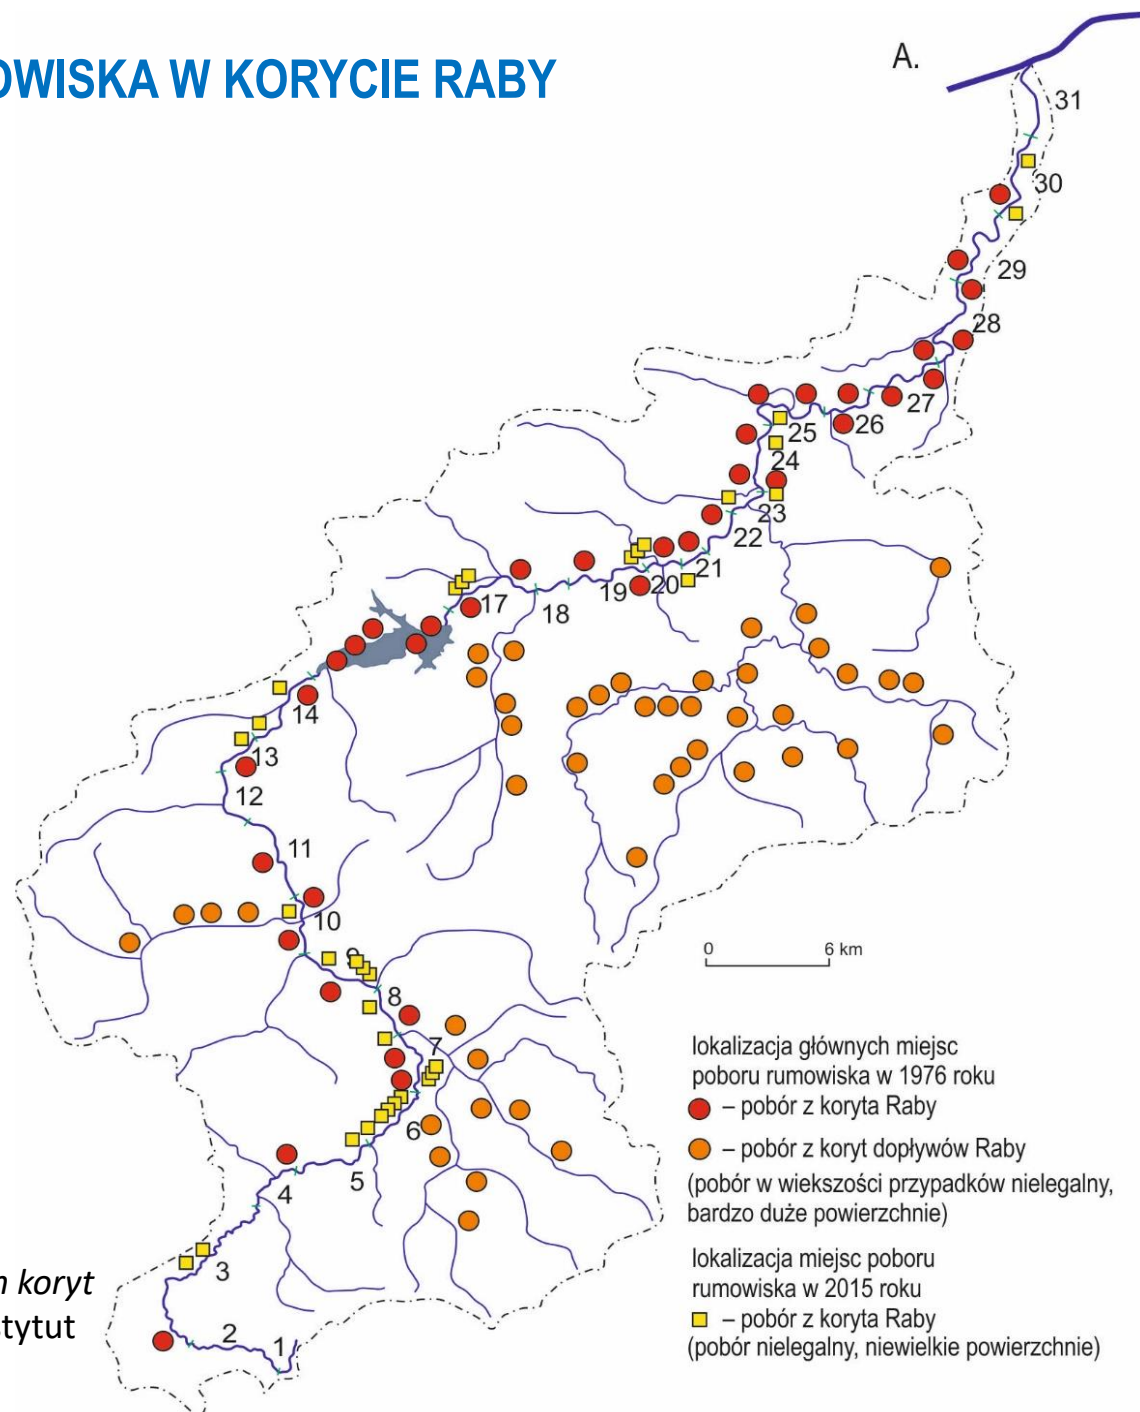 OWISKA W KORYCIE RABY
A.
31
30
29
28
27
26
25
24
23
22
21
20
19
18
17
14
13
12
11
10
9
8
7
6
5
4
3
2
1
0 6 km
lokalizacja głównych miejsc
poboru rumowiska w 1976 roku
– pobór z koryta Raby
– pobór z koryt dopływów Raby
(pobór w wiekszości przypadków nielegalny,
bardzo duże powierzchnie)
lokalizacja miejsc poboru
rumowiska w 2015 roku
– pobór z koryta Raby
(pobór nielegalny, niewielkie powierzchnie)
koryt
stytut